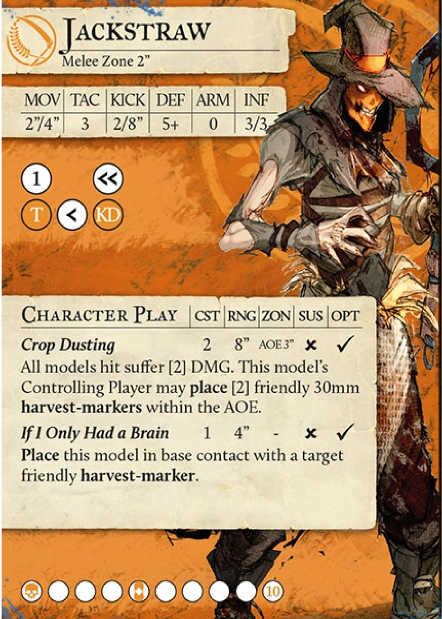 JACKSTRAW
Melee Zone 2"
MOV TAC KICK DEF ARM INF
2"/4" 3 2/8" 5+ 0 3/3
1 <<
T < KD
CHARACTER PLAY CST RNG ZON SUS OPT
Crop Dusting 2 8" AOE 3" ✘ ✓
All models hit suffer [2] DMG. This model's
Controlling Player may place [2] friendly 30mm
harvest-markers within the AOE.
If I Only Had a Brain 1 4" - ✘ ✓
Place this model in base contact with a target
friendly harvest-marker.
10